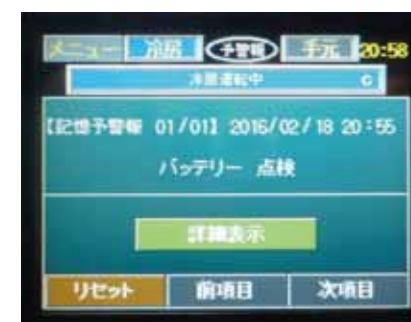 メニュー 冷房 予警報 手元 20:58
冷房運転中 C
【記憶予警報 01/01】 2016/02/18 20:55
バッテリー 点検
詳細表示
リセット 前項目 次項目